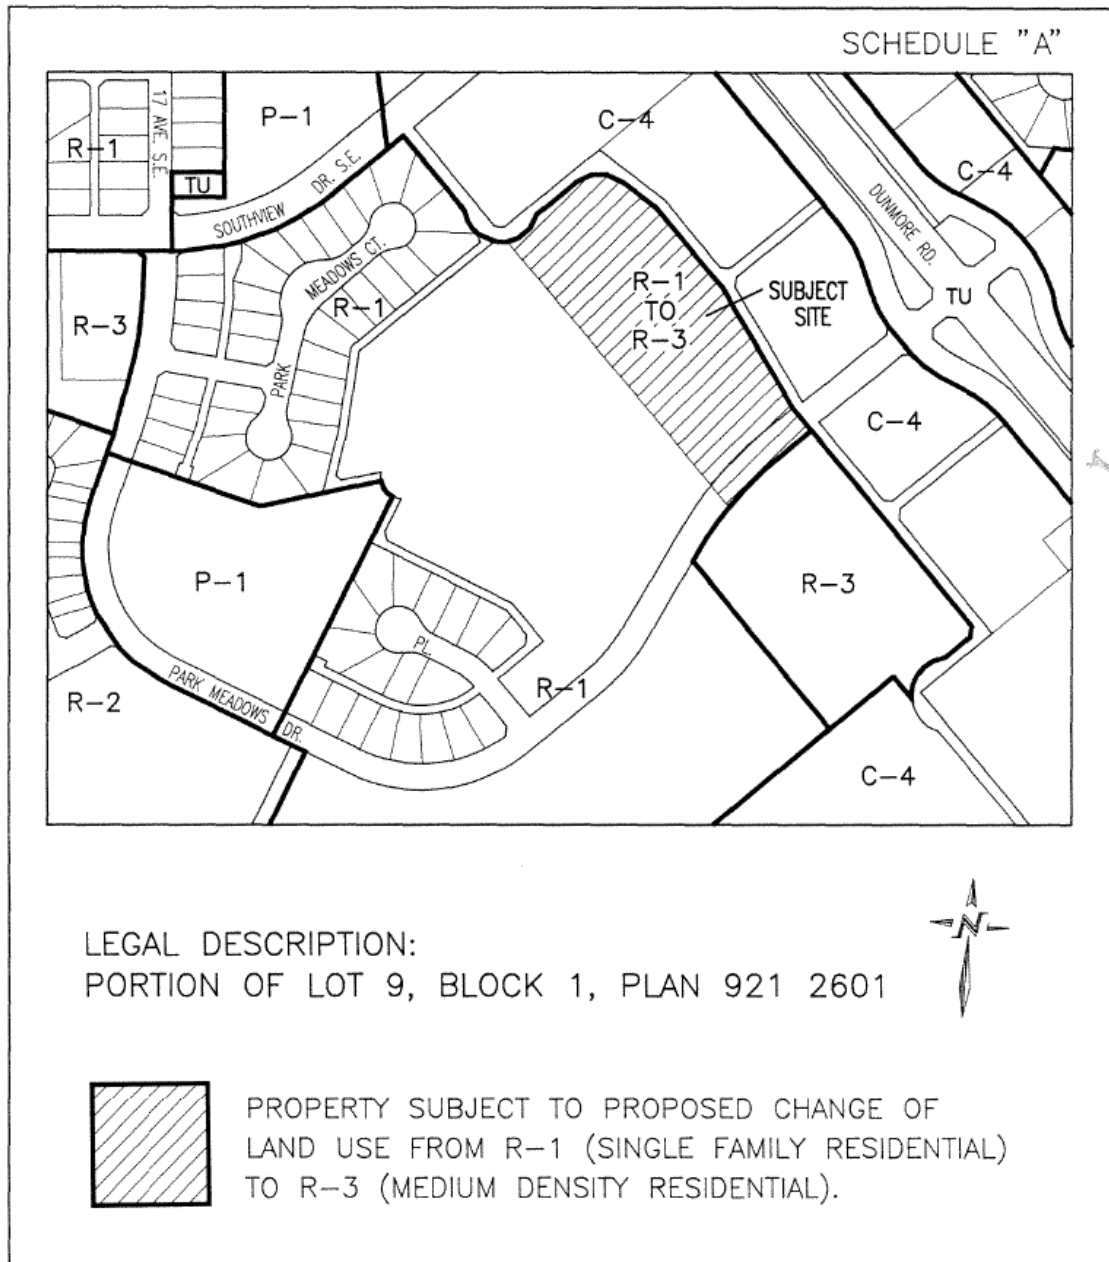 SCHEDULE "A"
R-1
17 AVE. S.E.
P-1
TU
SOUTHVIEW DR. S.E.
C-4
C-4
DUNMORE RD.
TU
R-3
MEADOWS CT.
R-1
PARK
R-1
TO
R-3
SUBJECT
SITE
C-4
P-1
R-3
PL.
R-1
R-2
PARK MEADOWS DR.
C-4
N
LEGAL DESCRIPTION:
PORTION OF LOT 9, BLOCK 1, PLAN 921 2601
PROPERTY SUBJECT TO PROPOSED CHANGE OF
LAND USE FROM R-1 (SINGLE FAMILY RESIDENTIAL)
TO R-3 (MEDIUM DENSITY RESIDENTIAL).